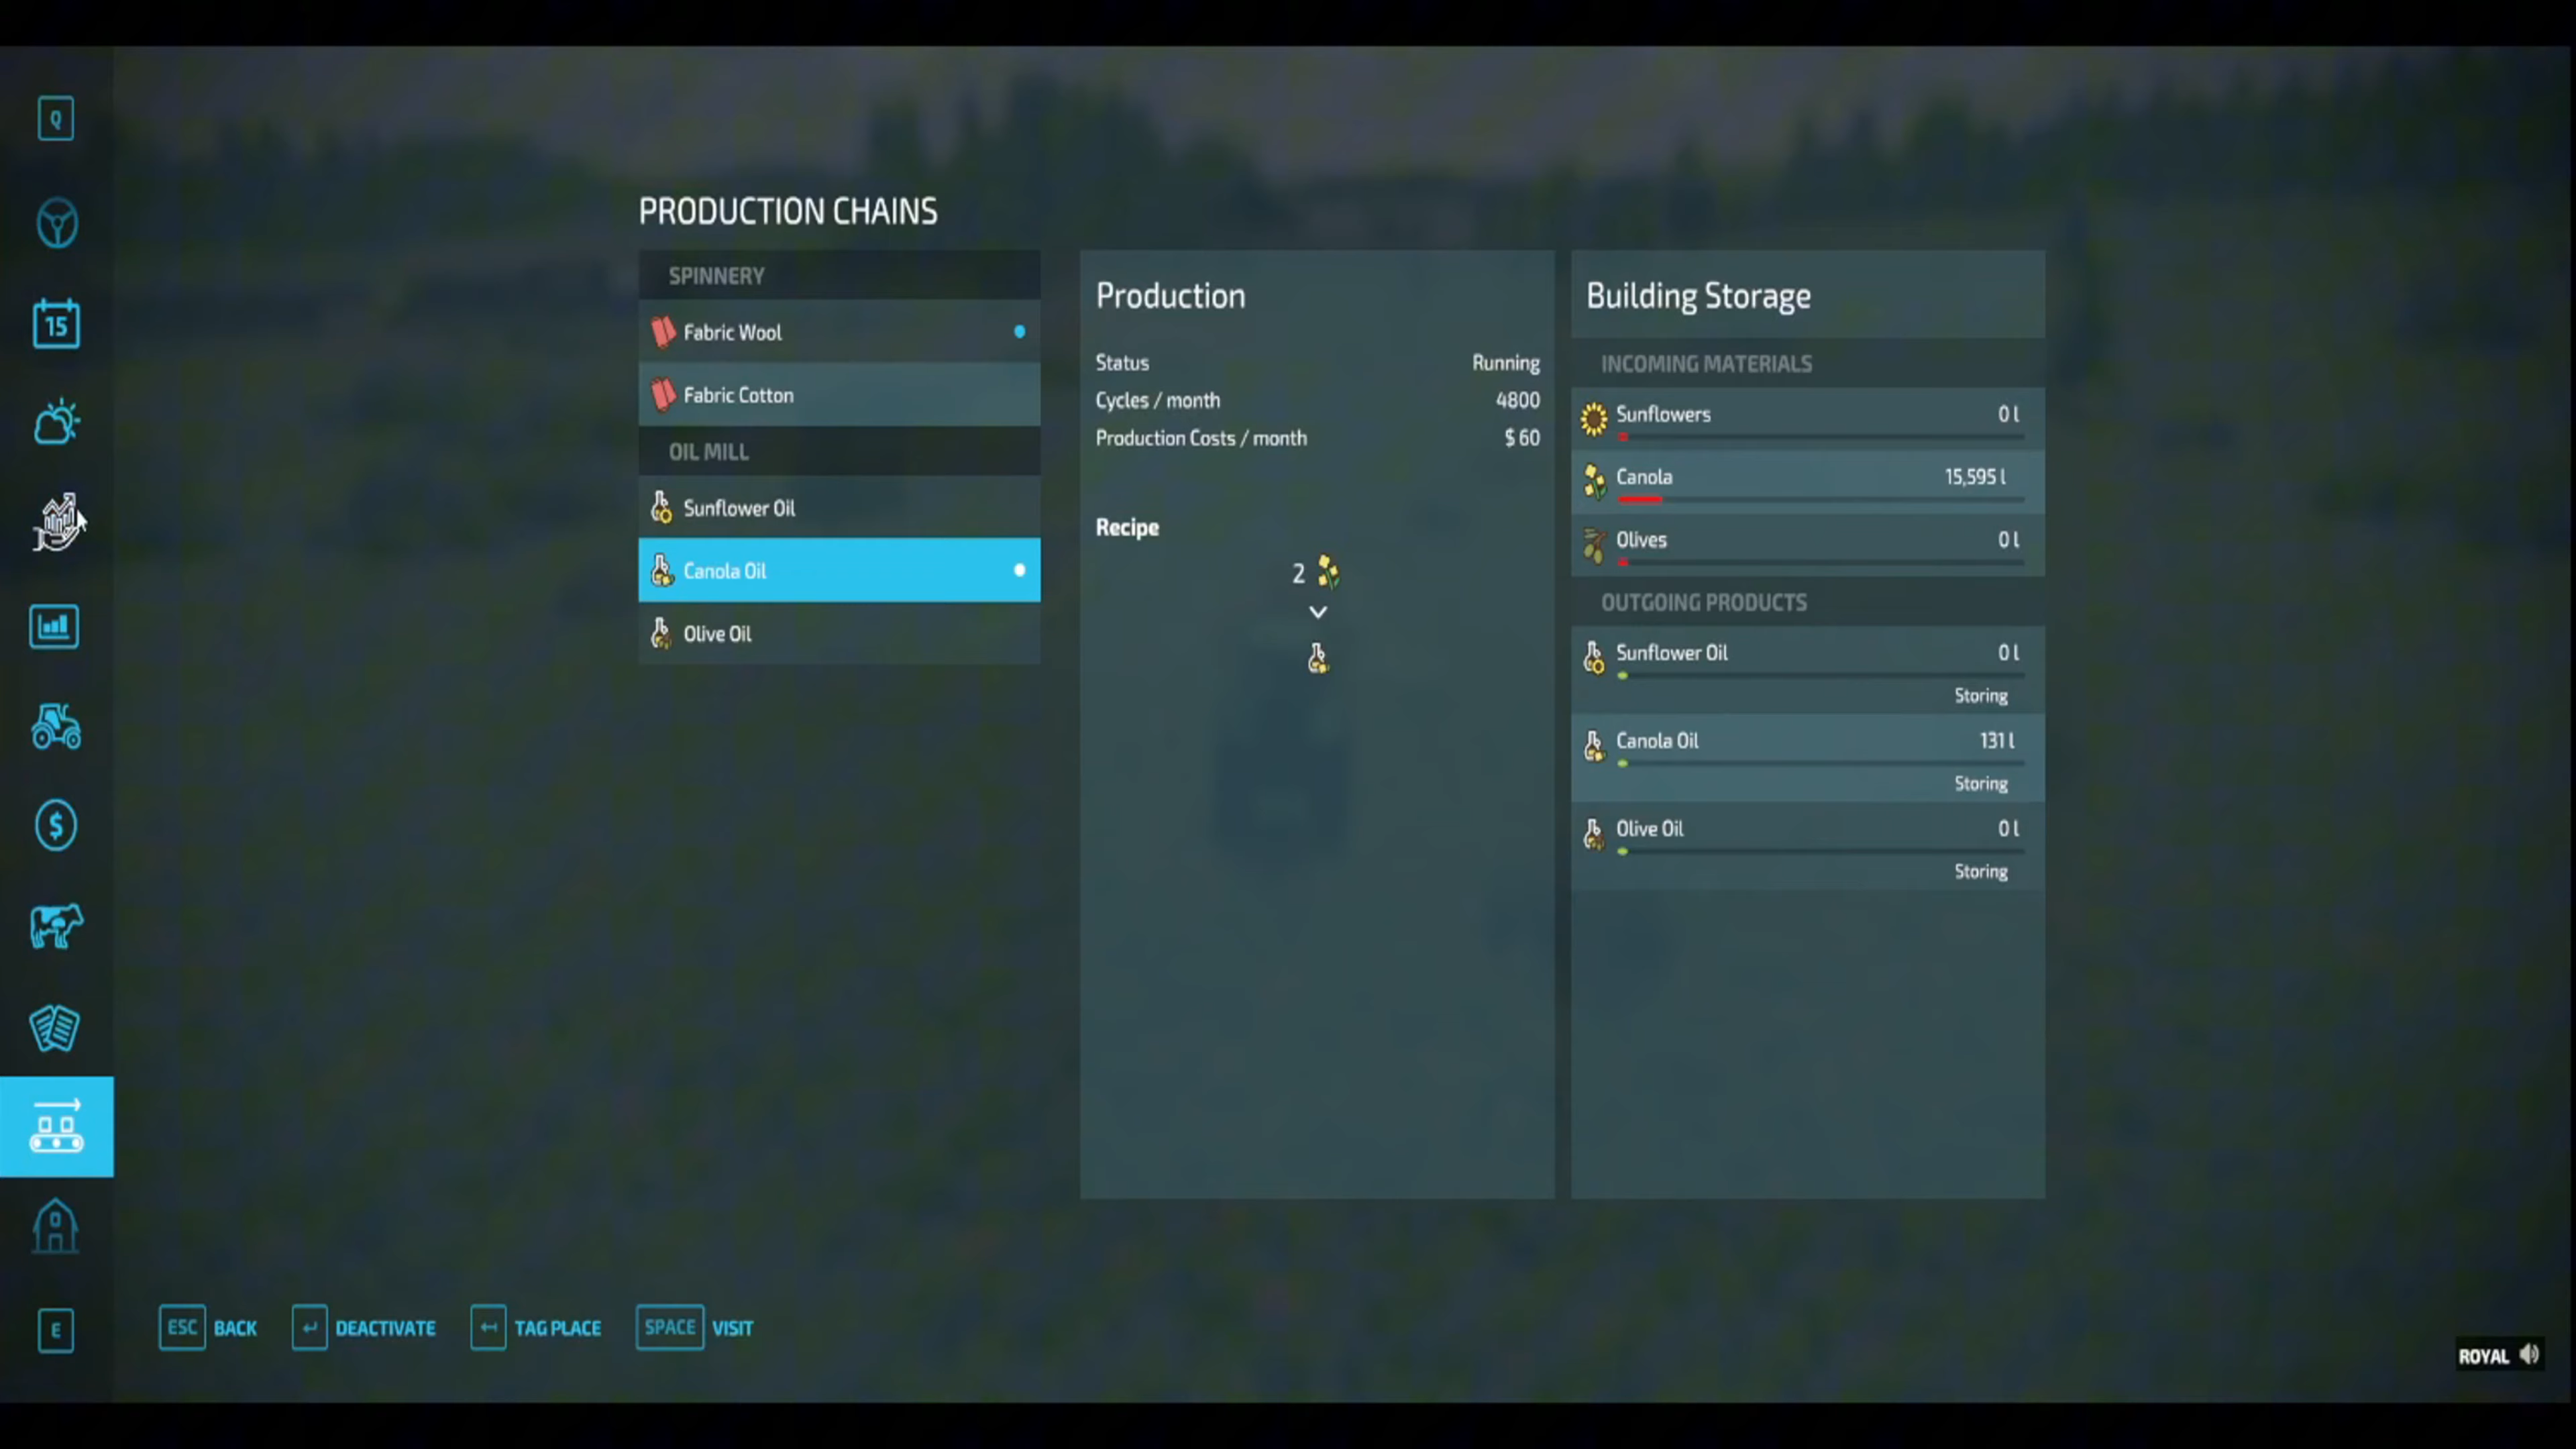 Q
15
E
PRODUCTION CHAINS
SPINNERY
Fabric Wool
Fabric Cotton
OIL MILL
Sunflower Oil
Canola Oil
Olive Oil
Production
Status Running
Cycles / month 4800
Production Costs / month $ 60
Recipe
2
Building Storage
INCOMING MATERIALS
Sunflowers 0 l
Canola 15,595 l
Olives 0 l
OUTGOING PRODUCTS
Sunflower Oil 0 l
Storing
Canola Oil 131 l
Storing
Olive Oil 0 l
Storing
ESC BACK DEACTIVATE TAG PLACE SPACE VISIT
ROYAL